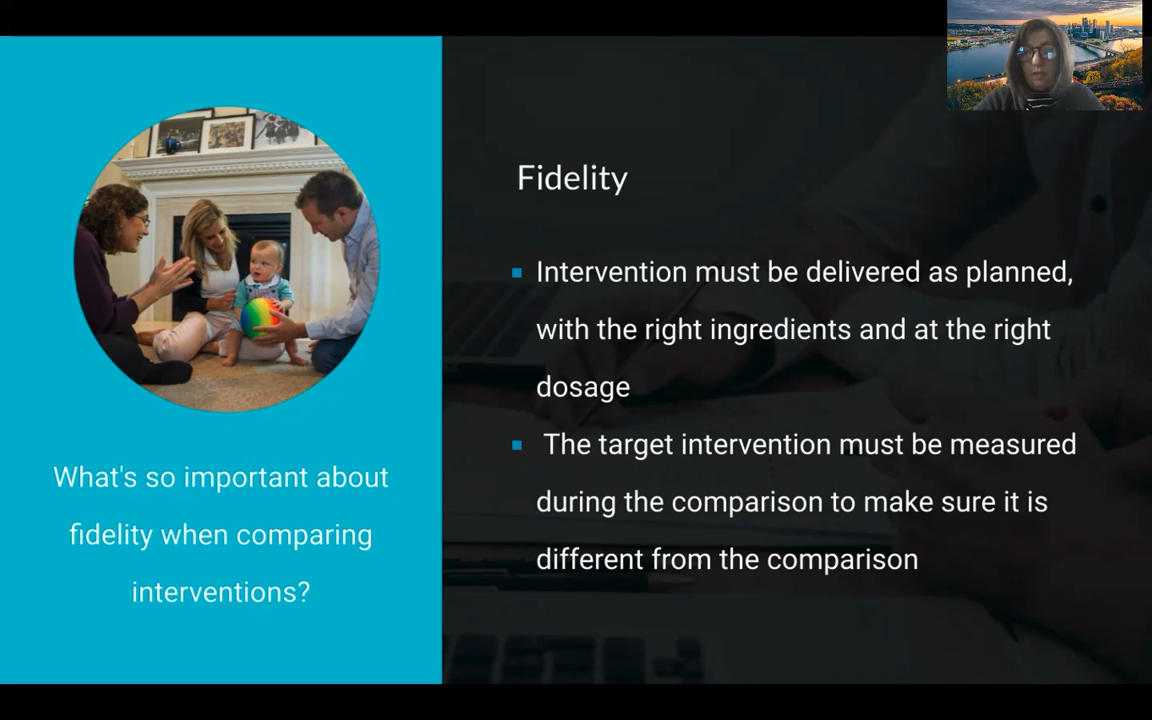 What's so important about
fidelity when comparing
interventions?
Fidelity
Intervention must be delivered as planned,
with the right ingredients and at the right
dosage
The target intervention must be measured
during the comparison to make sure it is
different from the comparison